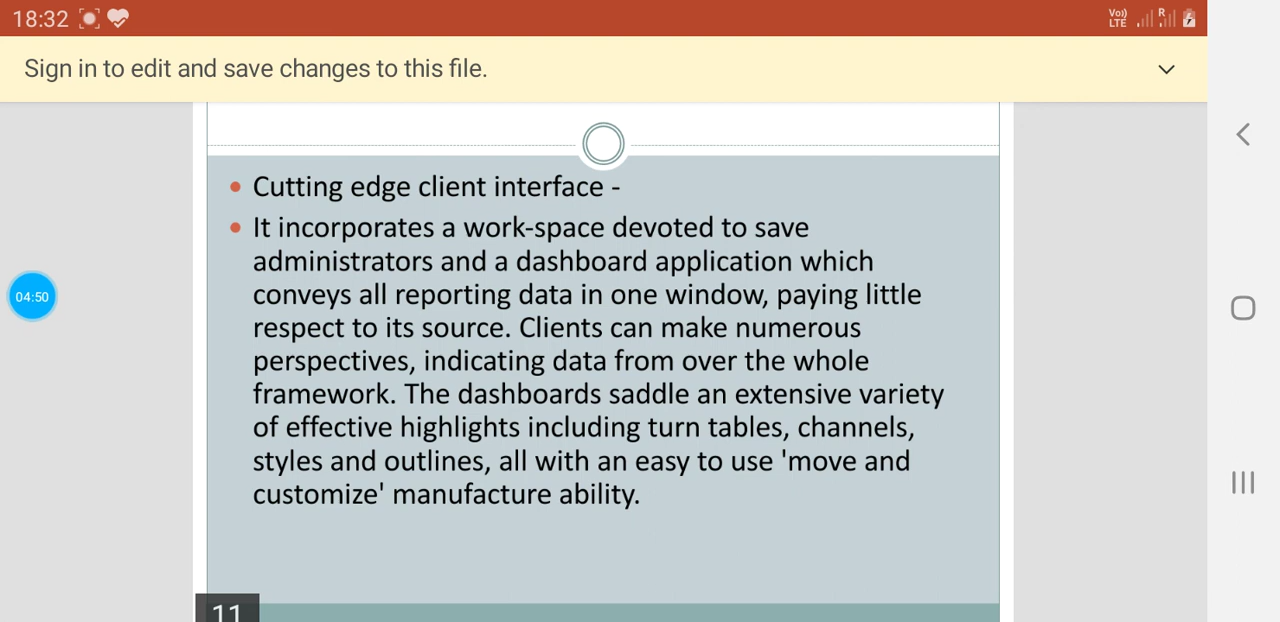 18:32
Vo)) LTE R
Sign in to edit and save changes to this file.
Cutting edge client interface -
It incorporates a work-space devoted to save
administrators and a dashboard application which
conveys all reporting data in one window, paying little
respect to its source. Clients can make numerous
perspectives, indicating data from over the whole
framework. The dashboards saddle an extensive variety
of effective highlights including turn tables, channels,
styles and outlines, all with an easy to use 'move and
customize' manufacture ability.
04:50
11